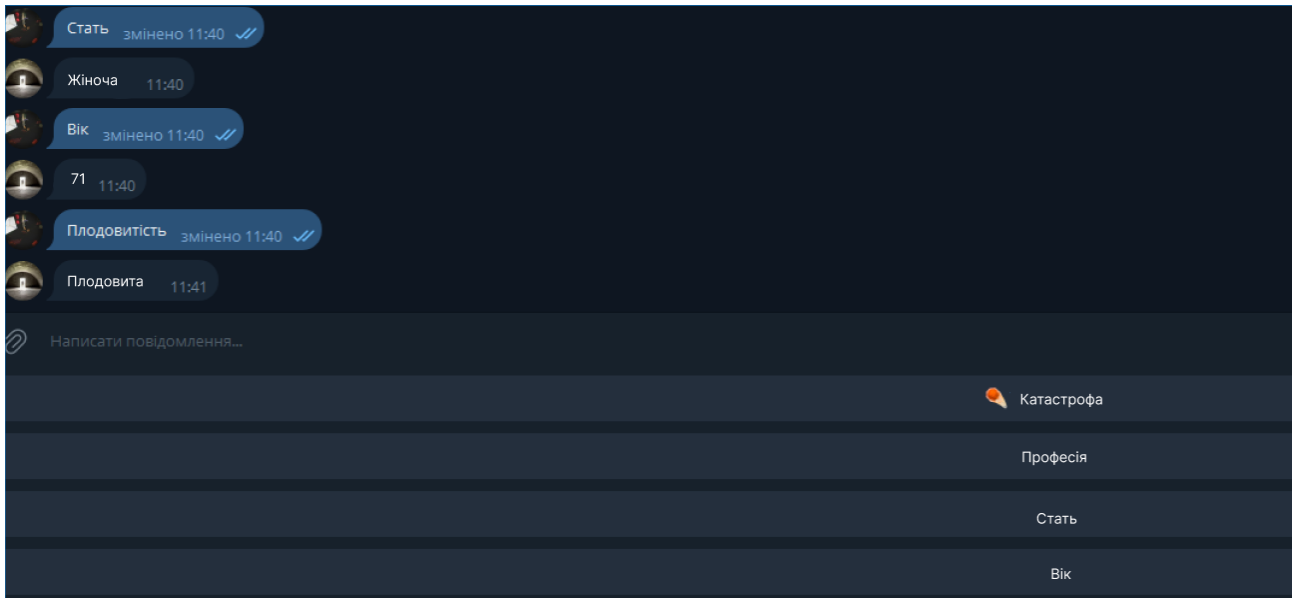 Стать змінено 11:40
Жіноча 11:40
Вік змінено 11:40
71 11:40
Плодовитість змінено 11:40
Плодовита 11:41
Написати повідомлення...
Катастрофа
Професія
Стать
Вік